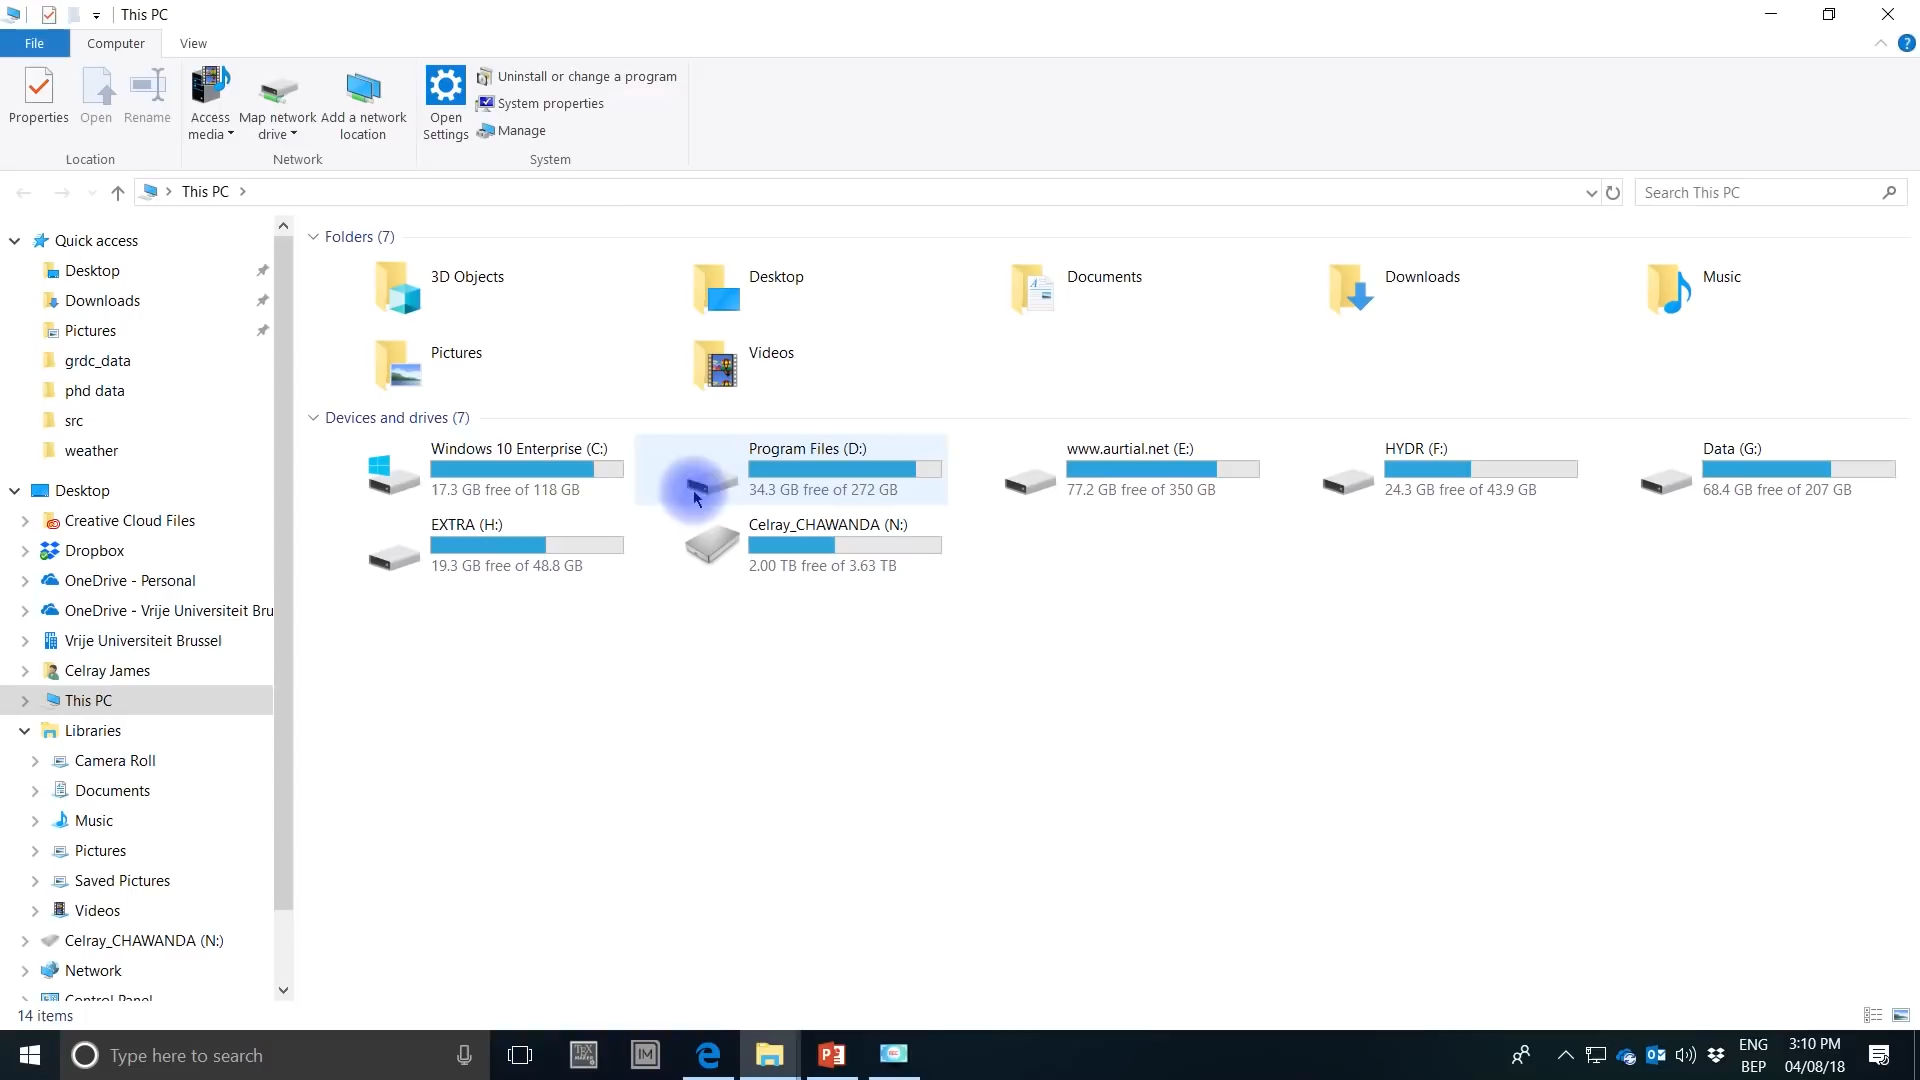 This PC
File
Computer
View
Properties
Open
Rename
Access media
Map network drive
Add a network location
Open Settings
Uninstall or change a program
System properties
Manage
Location
Network
System
This PC
Search This PC
Quick access
Desktop
Downloads
Pictures
grdc_data
phd data
src
weather
Desktop
Creative Cloud Files
Dropbox
OneDrive - Personal
OneDrive - Vrije Universiteit Bru
Vrije Universiteit Brussel
Celray James
This PC
Libraries
Camera Roll
Documents
Music
Pictures
Saved Pictures
Videos
Celray_CHAWANDA (N:)
Network
Control Panel
14 items
Folders (7)
3D Objects
Desktop
Documents
Downloads
Music
Pictures
Videos
Devices and drives (7)
Windows 10 Enterprise (C:)
17.3 GB free of 118 GB
Program Files (D:)
34.3 GB free of 272 GB
www.aurtial.net (E:)
77.2 GB free of 350 GB
HYDR (F:)
24.3 GB free of 43.9 GB
Data (G:)
68.4 GB free of 207 GB
EXTRA (H:)
19.3 GB free of 48.8 GB
Celray_CHAWANDA (N:)
2.00 TB free of 3.63 TB
Type here to search
ENG
BEP
3:10 PM
04/08/18